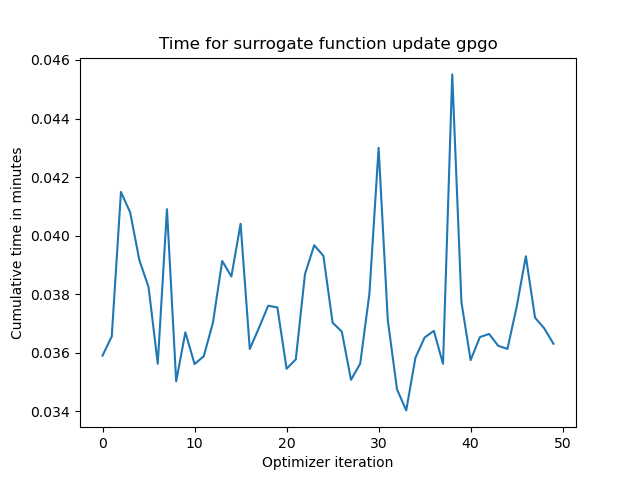 Time for surrogate function update gpgo
0.046
0.044
0.042
0.040
0.038
0.036
0.034
Cumulative time in minutes
0 10 20 30 40 50
Optimizer iteration